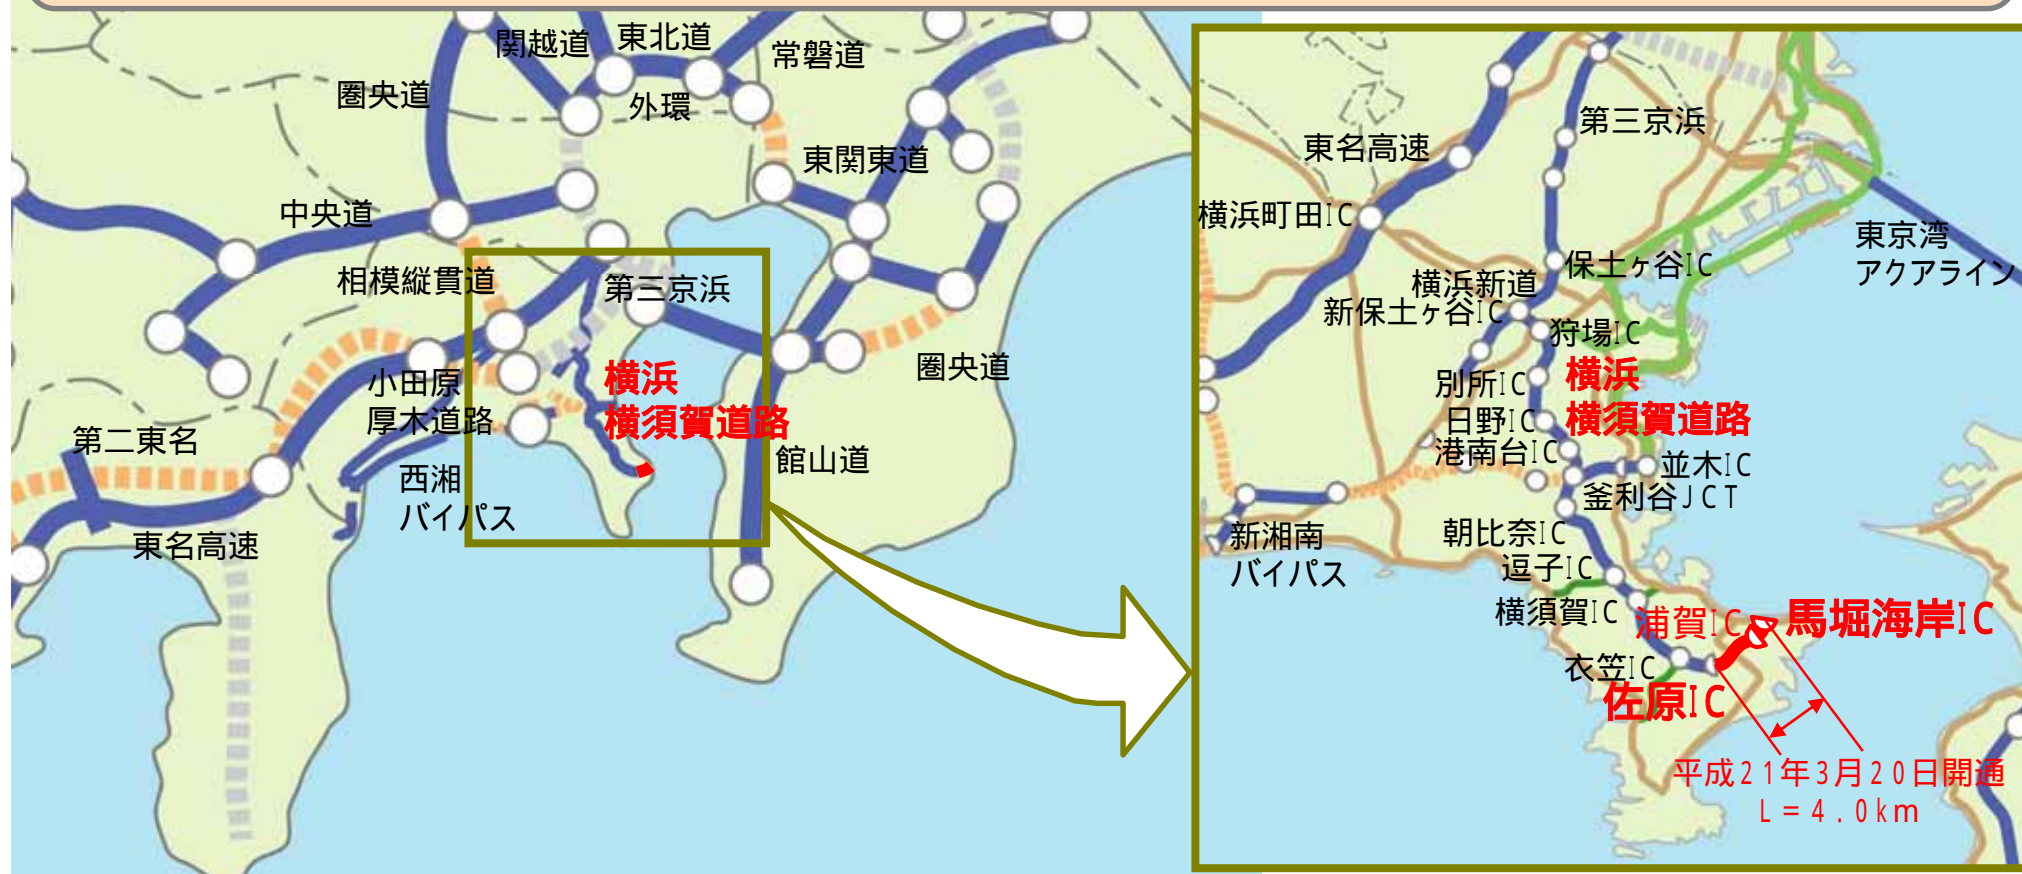 関越道
東北道
常磐道
圏央道
外環
東関東道
中央道
相模縦貫道
第三京浜
小田原
厚木道路
横浜
横須賀道路
圏央道
第二東名
西湘
バイパス
館山道
東名高速
第三京浜
東名高速
横浜町田IC
東京湾
アクアライン
保土ヶ谷IC
横浜新道
新保土ヶ谷IC
狩場IC
別所IC
横浜
横須賀道路
日野IC
港南台IC
並木IC
釜利谷JCT
新湘南
バイパス
朝比奈IC
逗子IC
横須賀IC
浦賀IC
馬堀海岸IC
衣笠IC
佐原IC
平成21年3月20日開通
L=4.0km